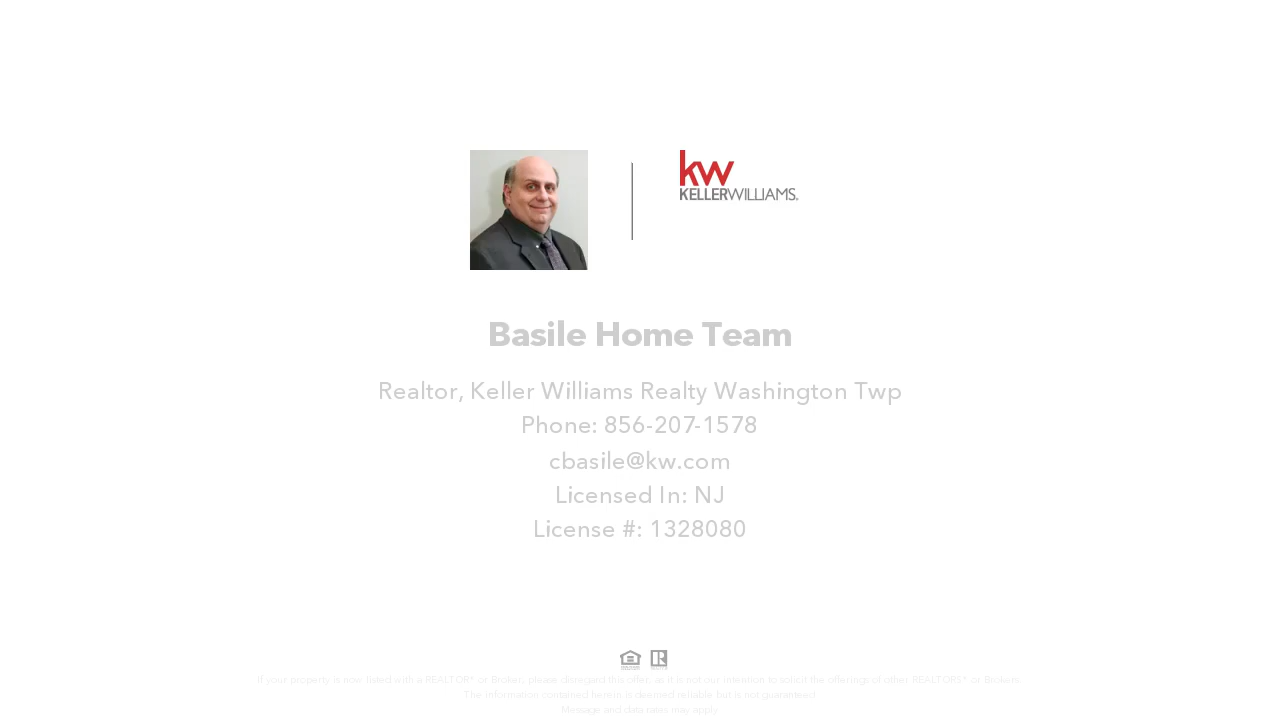 kw
KELLERWILLIAMS.
Basile Home Team
Realtor, Keller Williams Realty Washington Twp
Phone: 856-207-1578
cbasile@kw.com
Licensed In: NJ
License #: 1328080
If your property is now listed with a REALTOR® or Broker, please disregard this offer, as it is not our intention to solicit the offerings of other REALTORS® or Brokers.
The information contained herein is deemed reliable but is not guaranteed.
Message and data rates may apply.